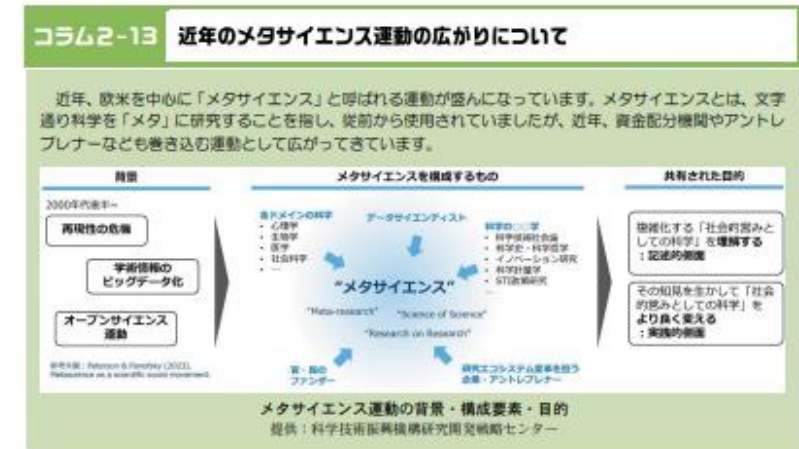 コラム2-13 近年のメタサイエンス運動の広がりについて
近年、欧米を中心に「メタサイエンス」と呼ばれる運動が盛んになっています。メタサイエンスとは、文字
通り科学を「メタ」に研究することを指し、従前から使用されていましたが、近年、資金配分機関やアントレ
プレナーなども巻き込む運動として広がってきています。
背景
2000年代後半~
再現性の危機
学術情報の
ビッグデータ化
オープンサイエンス
運動
参考文献：Peterson & Panofsky (2023),
Metascience as a scientific social movement.
メタサイエンスを構成するもの
各ドメインの科学
・心理学
・生物学
・医学
・社会科学
・…
データサイエンティスト
科学の○○学
・科学技術社会論
・科学史・科学哲学
・イノベーション研究
・科学計量学
・STI政策研究
…
"メタサイエンス"
"Meta-research"
"Science of Science"
"Research on Research"
官・民の
ファンダー
研究エコシステム変革を担う
企業・アントレプレナー
共有された目的
複雑化する「社会的営みと
しての科学」を理解する
：記述的側面
その知見を生かして「社会
的営みとしての科学」を
より良く変える
：実践的側面
メタサイエンス運動の背景・構成要素・目的
提供：科学技術振興機構研究開発戦略センター